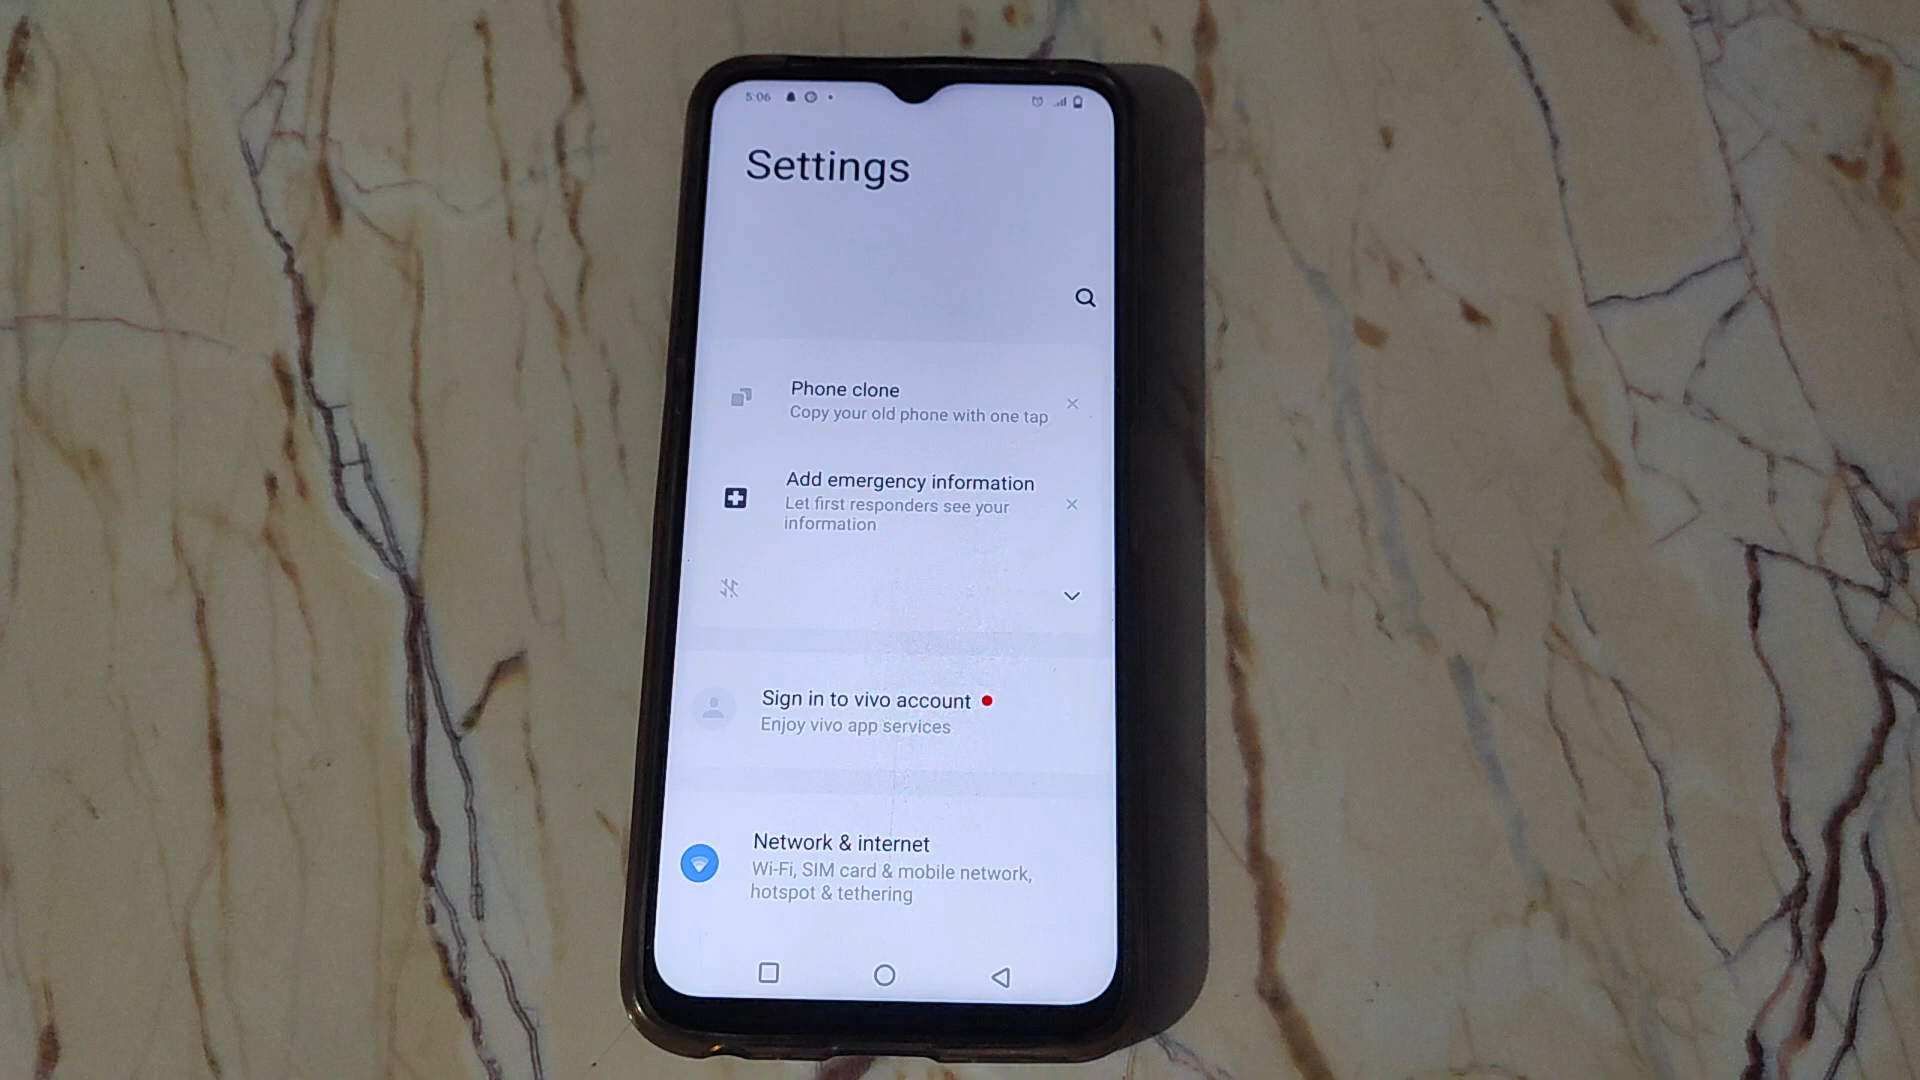 5:06
Settings
Phone clone
Copy your old phone with one tap
Add emergency information
Let first responders see your
information
Sign in to vivo account
Enjoy vivo app services
Network & internet
Wi-Fi, SIM card & mobile network,
hotspot & tethering